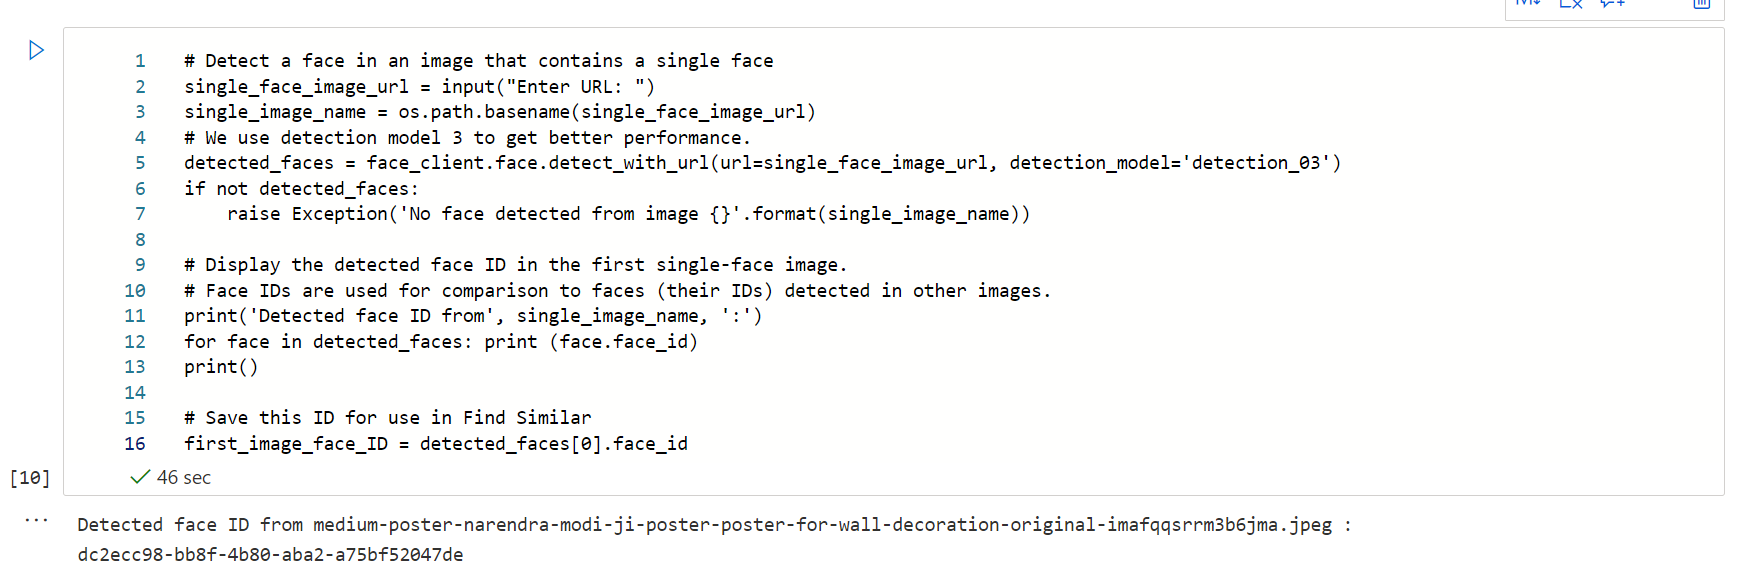 1 # Detect a face in an image that contains a single face
2 single_face_image_url = input("Enter URL: ")
3 single_image_name = os.path.basename(single_face_image_url)
4 # We use detection model 3 to get better performance.
5 detected_faces = face_client.face.detect_with_url(url=single_face_image_url, detection_model='detection_03')
6 if not detected_faces:
7     raise Exception('No face detected from image {}'.format(single_image_name))
8
9 # Display the detected face ID in the first single-face image.
10 # Face IDs are used for comparison to faces (their IDs) detected in other images.
11 print('Detected face ID from', single_image_name, ':')
12 for face in detected_faces: print (face.face_id)
13 print()
14
15 # Save this ID for use in Find Similar
16 first_image_face_ID = detected_faces[0].face_id
[10] 46 sec
... Detected face ID from medium-poster-narendra-modi-ji-poster-poster-for-wall-decoration-original-imafqqsrrm3b6jma.jpeg :
dc2ecc98-bb8f-4b80-aba2-a75bf52047de